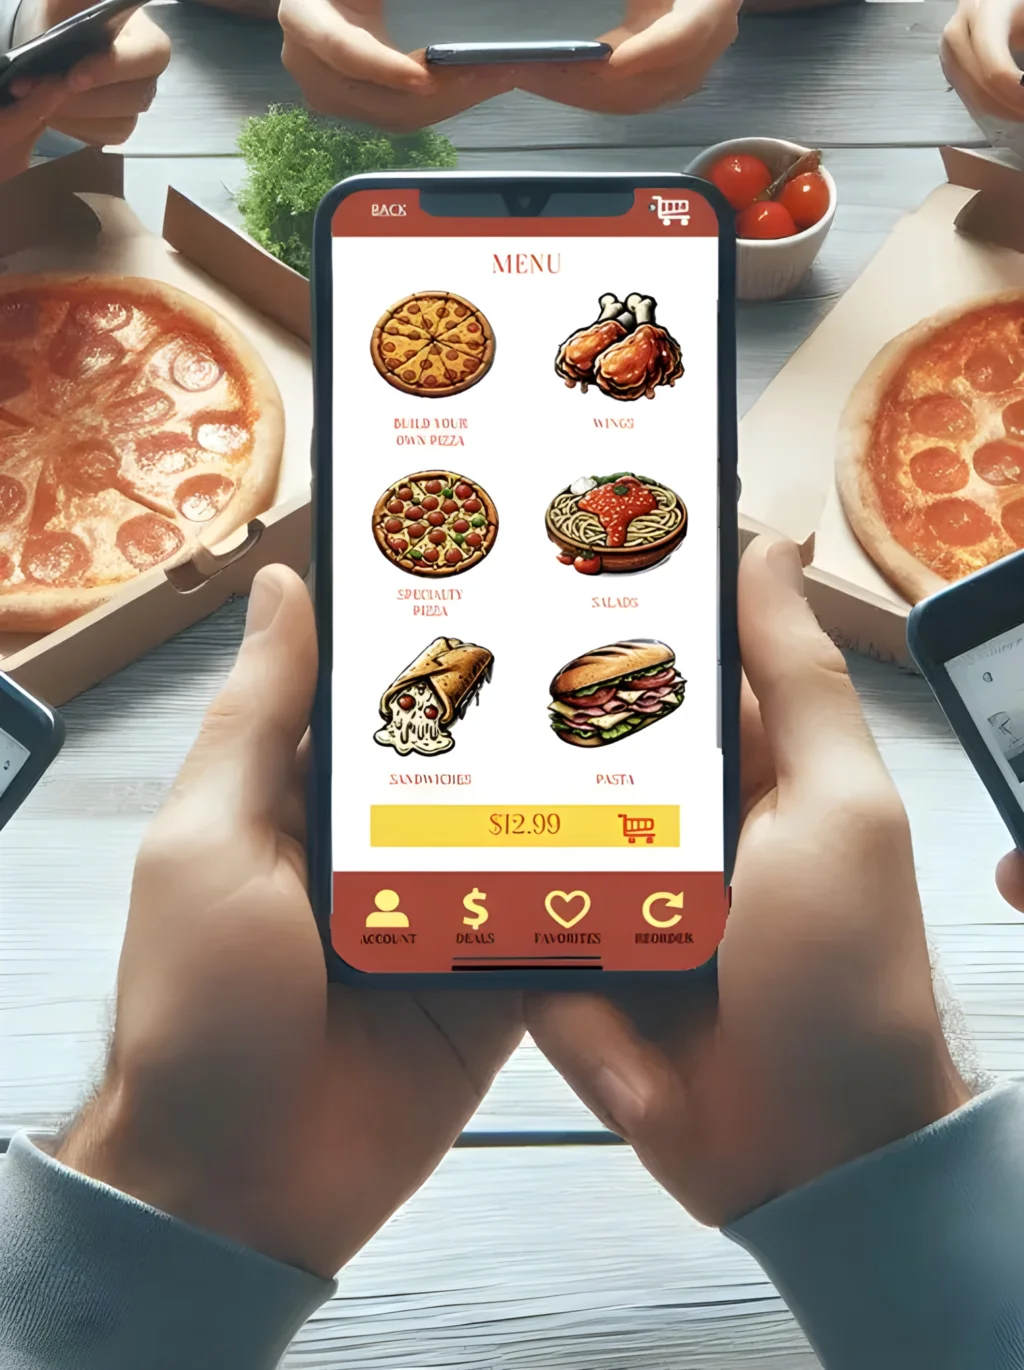 BACK
MENU
BUILD YOUR
OWN PIZZA
WINGS
SPECIALTY
PIZZA
SALADS
SANDWICHES
PASTA
$12.99
ACCOUNT
DEALS
FAVORITES
REORDER